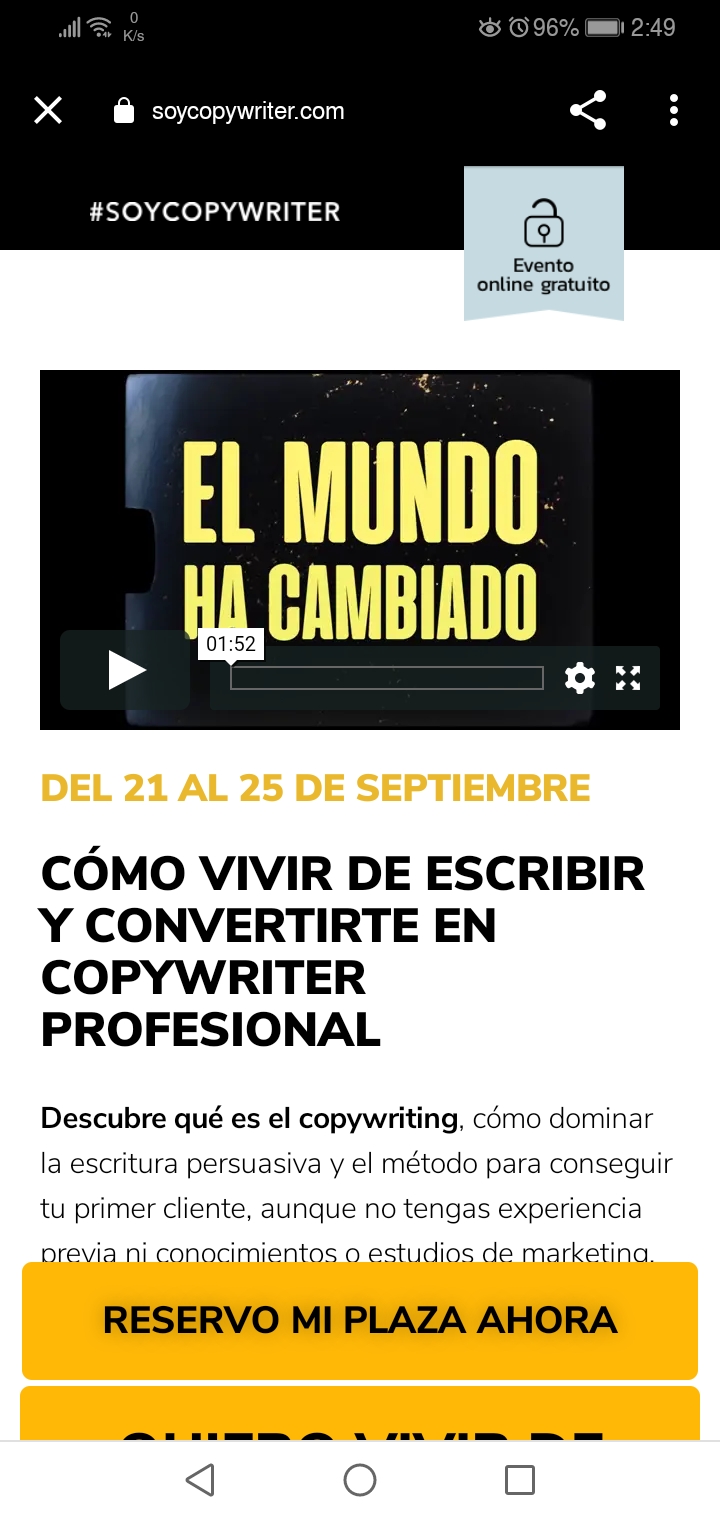 0
K/s
96%
2:49
soycopywriter.com
#SOYCOPYWRITER
Evento
online gratuito
EL MUNDO
HA CAMBIADO
01:52
DEL 21 AL 25 DE SEPTIEMBRE
CÓMO VIVIR DE ESCRIBIR
Y CONVERTIRTE EN
COPYWRITER
PROFESIONAL
Descubre qué es el copywriting, cómo dominar
la escritura persuasiva y el método para conseguir
tu primer cliente, aunque no tengas experiencia
previa ni conocimientos o estudios de marketing.
RESERVO MI PLAZA AHORA
QUIERO VIVIR DE